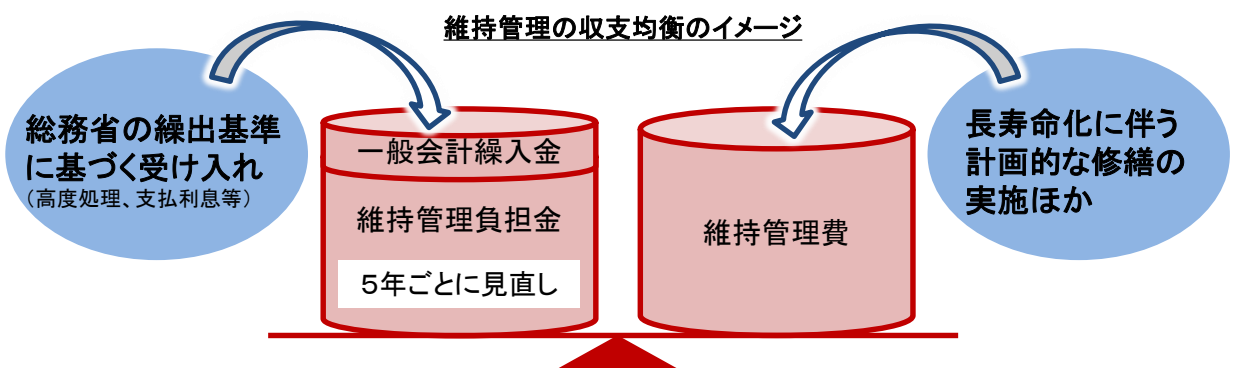 維持管理の収支均衡のイメージ
総務省の繰出基準
に基づく受け入れ
（高度処理、支払利息等）
一般会計繰入金
維持管理負担金
５年ごとに見直し
維持管理費
長寿命化に伴う
計画的な修繕の
実施ほか